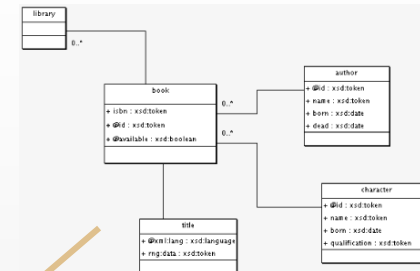 library
0..*
book
+ isbn : xsd:token
+ @id : xsd:token
+ @available : xsd:boolean
0..*
0..*
author
+ @id : xsd:token
+ name : xsd:token
+ born : xsd:date
+ dead : xsd:date
character
+ @id : xsd:token
+ name : xsd:token
+ born : xsd:date
+ qualification : xsd:token
title
+ @xml:lang : xsd:language
+ rng:data : xsd:token